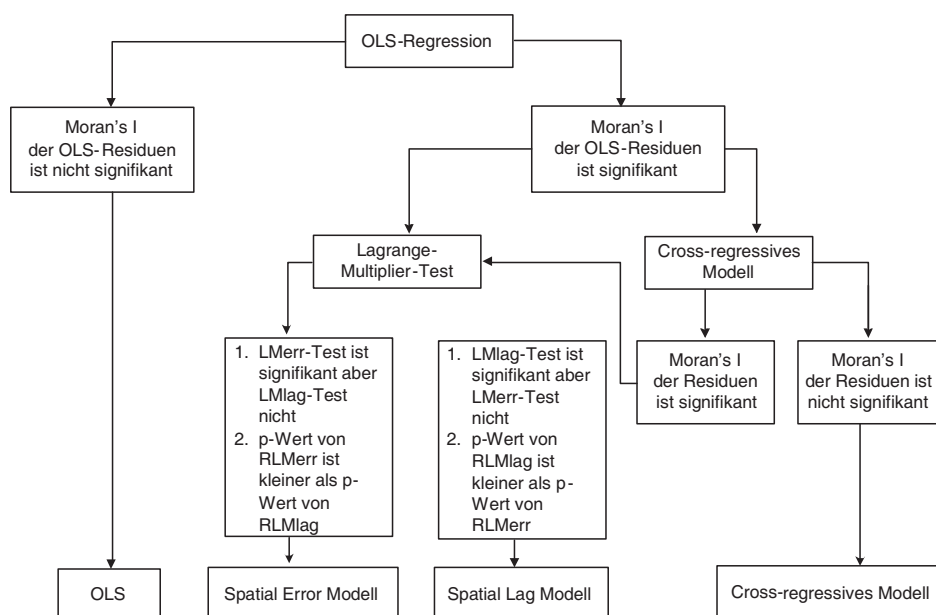 OLS-Regression
Moran's I
der OLS-Residuen
ist nicht signifikant
Moran's I
der OLS-Residuen
ist signifikant
Lagrange-
Multiplier-Test
Cross-regressives
Modell
1. LMerr-Test ist
signifikant aber
LMlag-Test
nicht
2. p-Wert von
RLMerr ist
kleiner als p-
Wert von
RLMlag
1. LMlag-Test ist
signifikant aber
LMerr-Test
nicht
2. p-Wert von
RLMlag ist
kleiner als p-
Wert von
RLMerr
Moran's I
der Residuen
ist signifikant
Moran's I
der Residuen ist
nicht signifikant
OLS
Spatial Error Modell
Spatial Lag Modell
Cross-regressives Modell